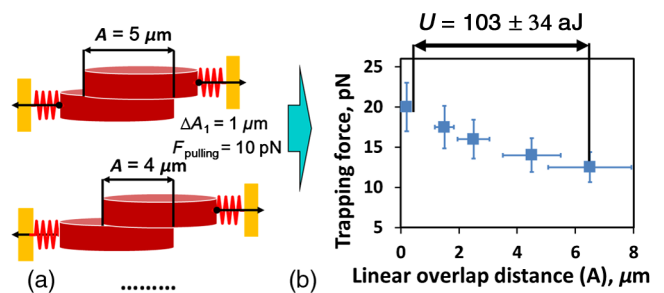 A = 5 μm
ΔA1 = 1 μm
Fpulling = 10 pN
A = 4 μm
(a)
.........
U = 103 ± 34 aJ
Trapping force, pN
25
20
15
10
5
0 2 4 6 8
(b)
Linear overlap distance (A), μm